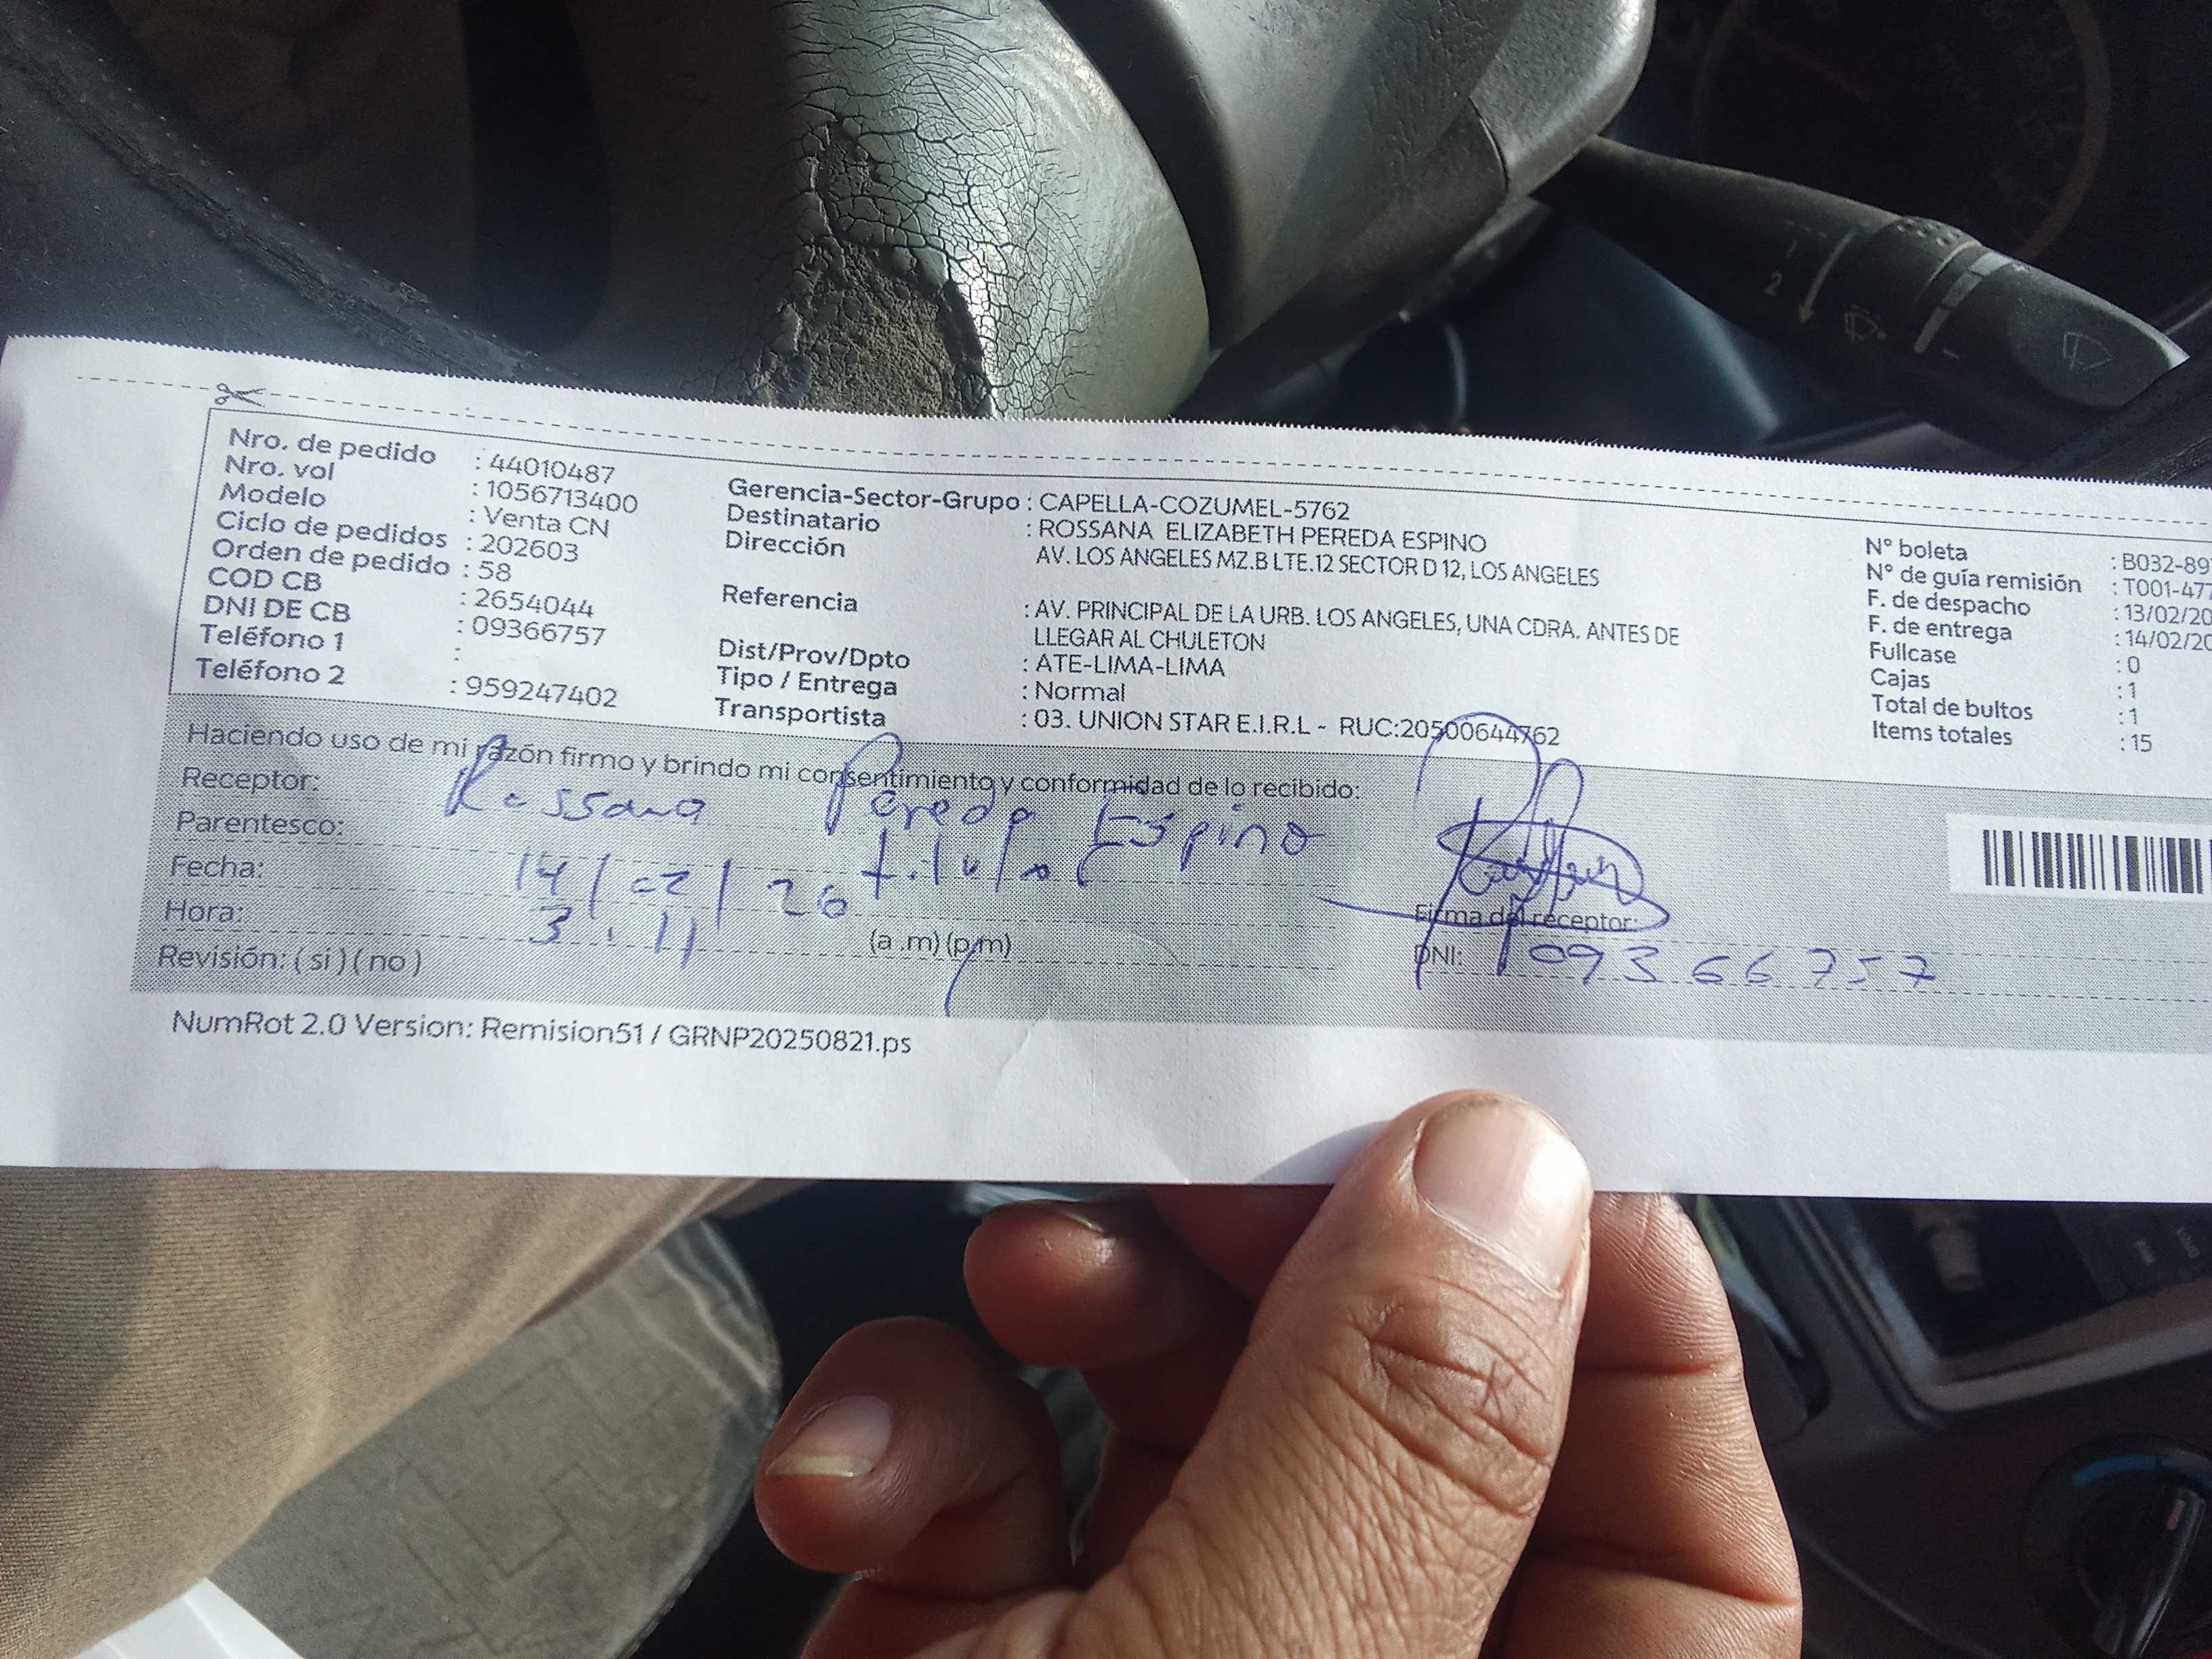 Nro. de pedido : 44010487
Nro. vol : 1056713400
Modelo : Venta CN
Ciclo de pedidos : 202603
Orden de pedido : 58
COD CB : 2654044
DNI DE CB : 09366757
Teléfono 1 :
Teléfono 2 : 959247402
Gerencia-Sector-Grupo : CAPELLA-COZUMEL-5762
Destinatario : ROSSANA ELIZABETH PEREDA ESPINO
Dirección AV. LOS ANGELES MZ.B LTE.12 SECTOR D 12, LOS ANGELES
Referencia : AV. PRINCIPAL DE LA URB. LOS ANGELES, UNA CDRA. ANTES DE
LLEGAR AL CHULETON
Dist/Prov/Dpto : ATE-LIMA-LIMA
Tipo / Entrega : Normal
Transportista : 03. UNION STAR E.I.R.L - RUC:20500644762
N° boleta : B032-89
N° de guía remisión : T001-477
F. de despacho : 13/02/20
F. de entrega : 14/02/20
Fullcase : 0
Cajas : 1
Total de bultos : 1
Items totales : 15
Haciendo uso de mi razón firmo y brindo mi consentimiento y conformidad de lo recibido:
Receptor: Rossana Pereda Espino
Parentesco: titular
Fecha: 14/02/26
Hora: 3:11 (a .m) (p.m)
Revisión: ( si ) ( no )
Firma del receptor:
DNI: 09366757
NumRot 2.0 Version: Remision51 / GRNP20250821.ps
1
2